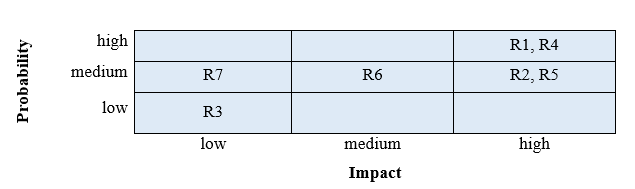 Probability
high R1, R4
medium R7 R6 R2, R5
low R3
low medium high
Impact